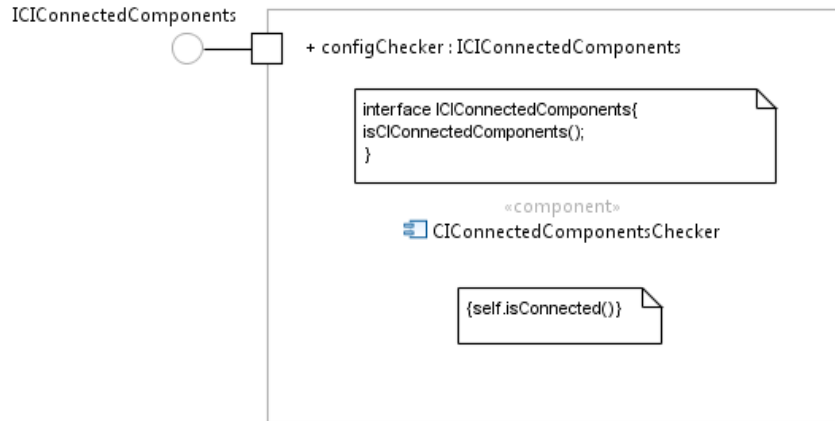 ICIConnectedComponents
+ configChecker : ICIConnectedComponents
interface ICIConnectedComponents{
isCIConnectedComponents();
}
«component»
CIConnectedComponentsChecker
{self.isConnected()}